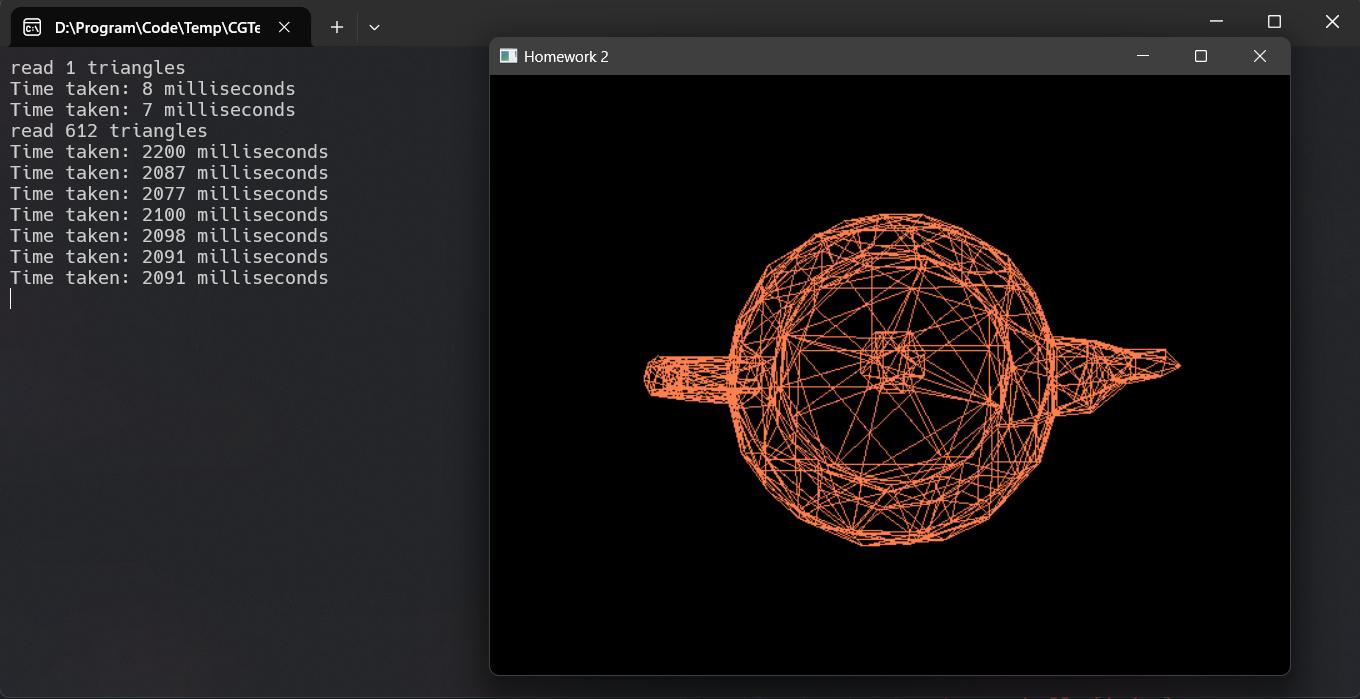 D:\Program\Code\Temp\CGTe
Homework 2
read 1 triangles
Time taken: 8 milliseconds
Time taken: 7 milliseconds
read 612 triangles
Time taken: 2200 milliseconds
Time taken: 2087 milliseconds
Time taken: 2077 milliseconds
Time taken: 2100 milliseconds
Time taken: 2098 milliseconds
Time taken: 2091 milliseconds
Time taken: 2091 milliseconds